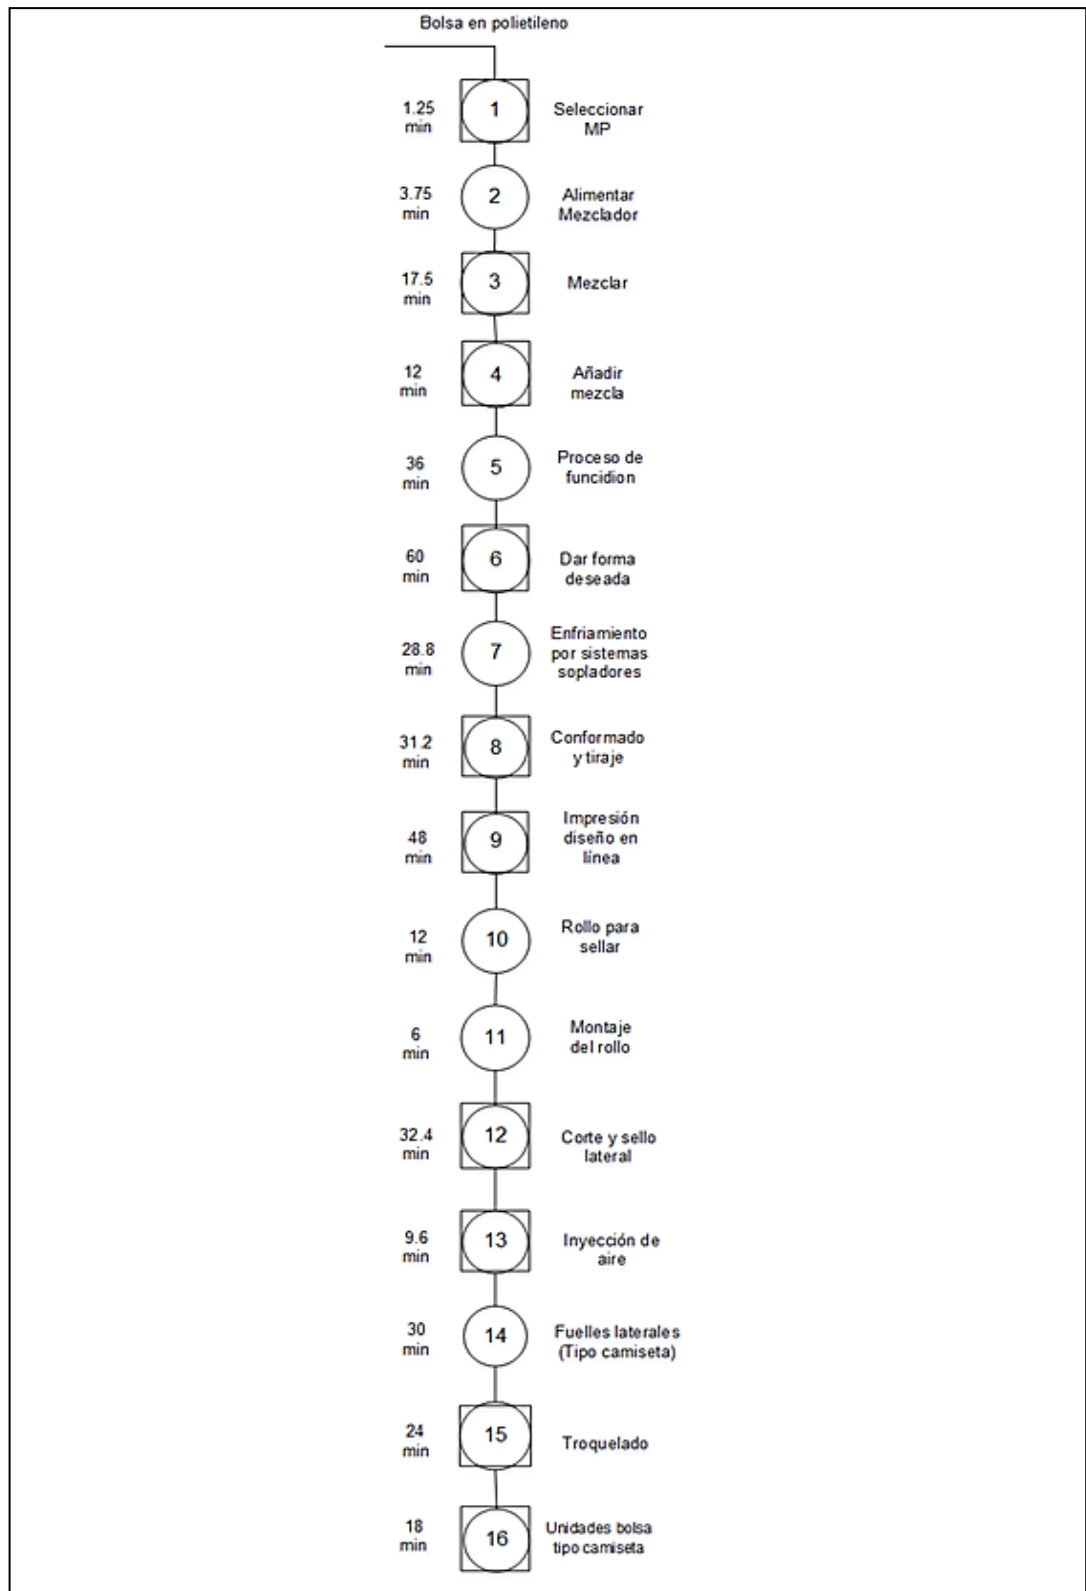 Bolsa en polietileno
1.25
min
1
Seleccionar
MP
3.75
min
2
Alimentar
Mezclador
17.5
min
3
Mezclar
12
min
4
Añadir
mezcla
36
min
5
Proceso de
funcidion
60
min
6
Dar forma
deseada
28.8
min
7
Enfriamiento
por sistemas
sopladores
31.2
min
8
Conformado
y tiraje
48
min
9
Impresión
diseño en
línea
12
min
10
Rollo para
sellar
6
min
11
Montaje
del rollo
32.4
min
12
Corte y sello
lateral
9.6
min
13
Inyección de
aire
30
min
14
Fuelles laterales
(Tipo camiseta)
24
min
15
Troquelado
18
min
16
Unidades bolsa
tipo camiseta